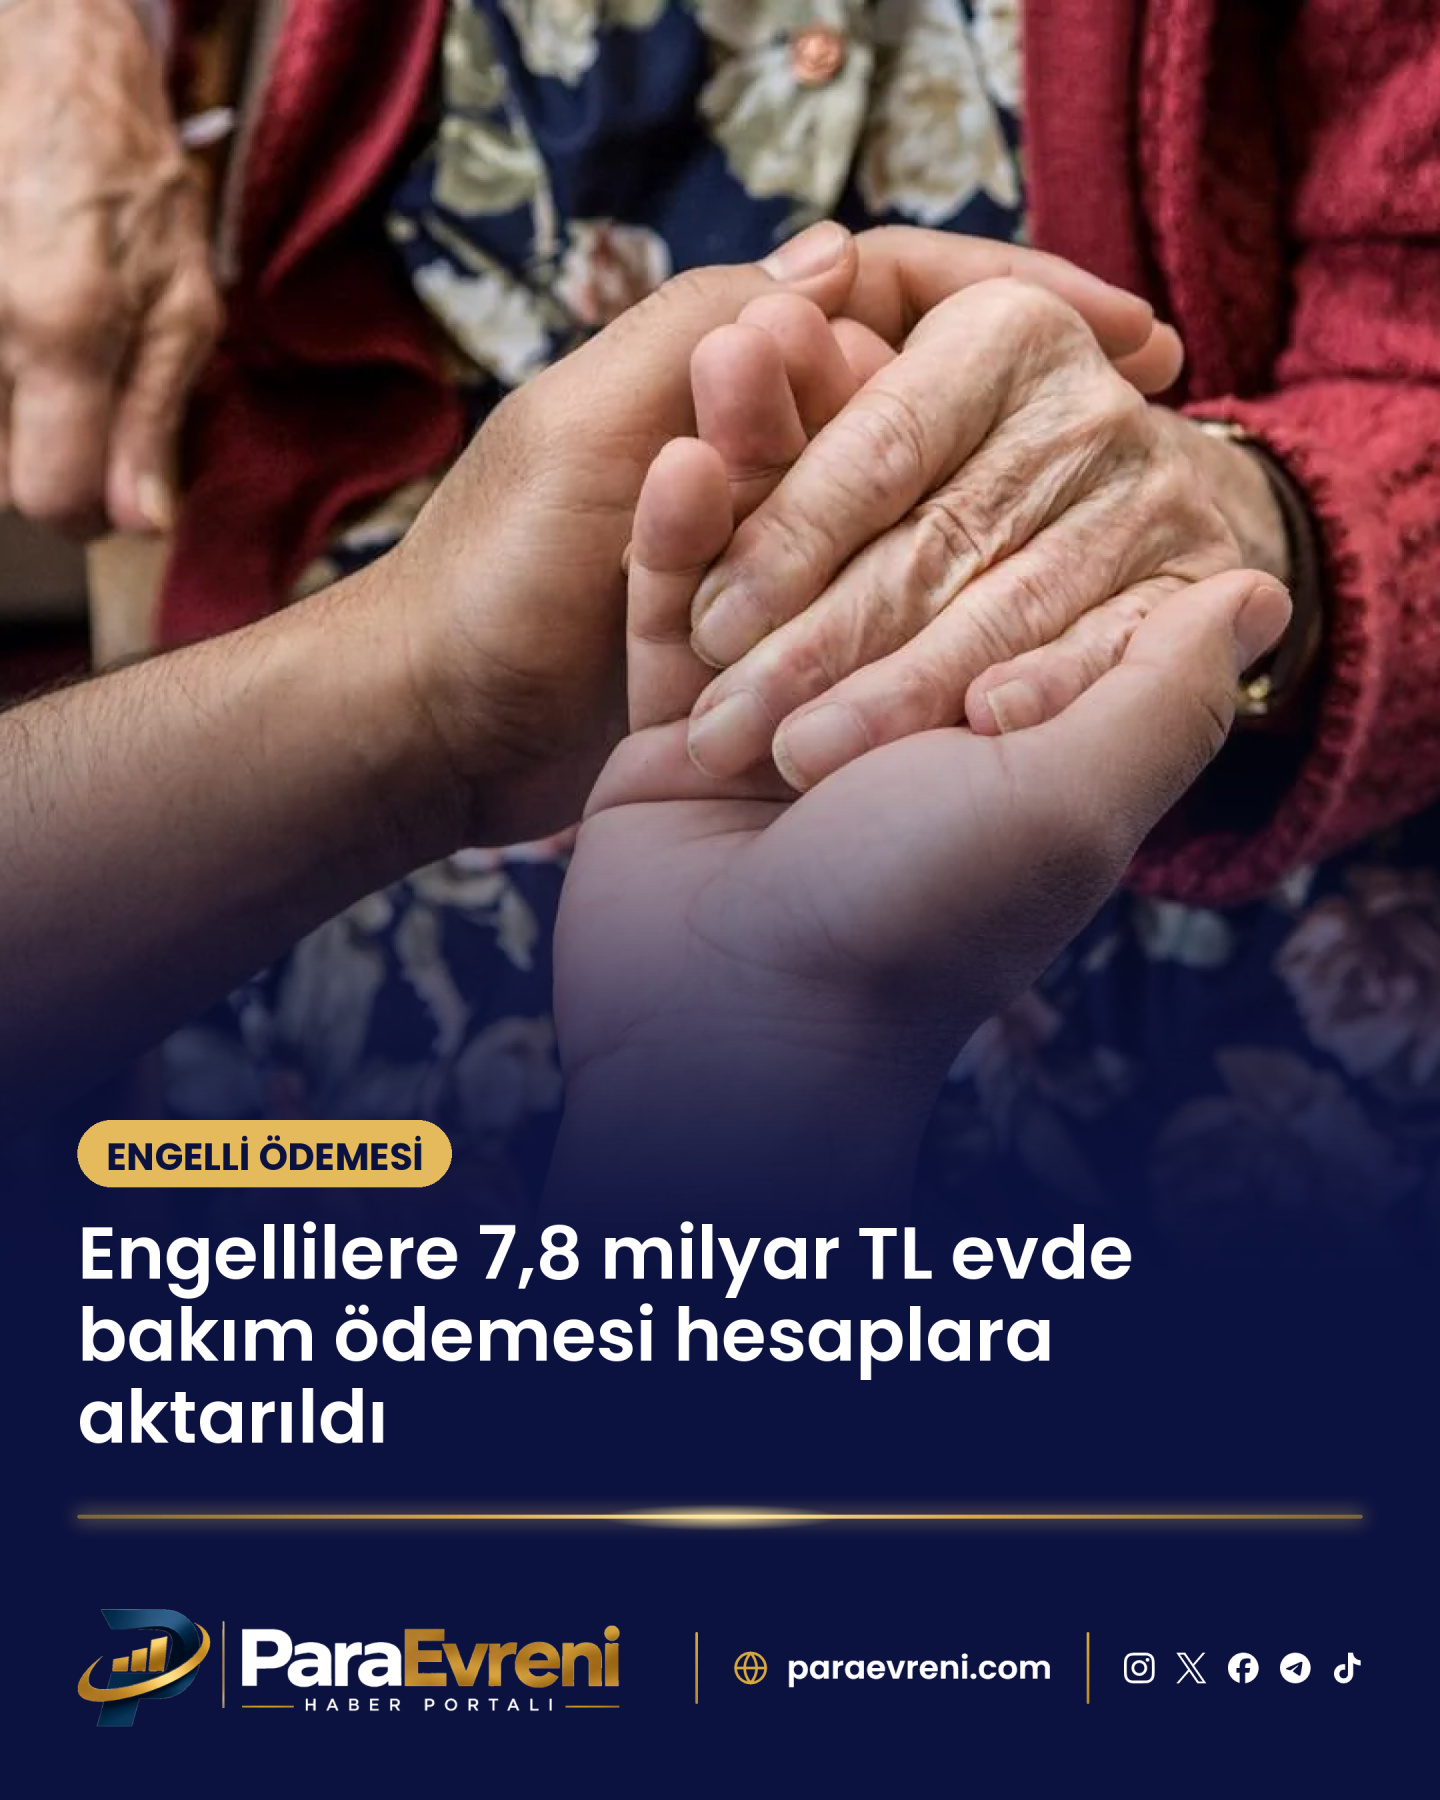 ENGELLİ ÖDEMESİ
Engellilere 7,8 milyar TL evde
bakım ödemesi hesaplara
aktarıldı
ParaEvreni
HABER PORTALI
paraevreni.com